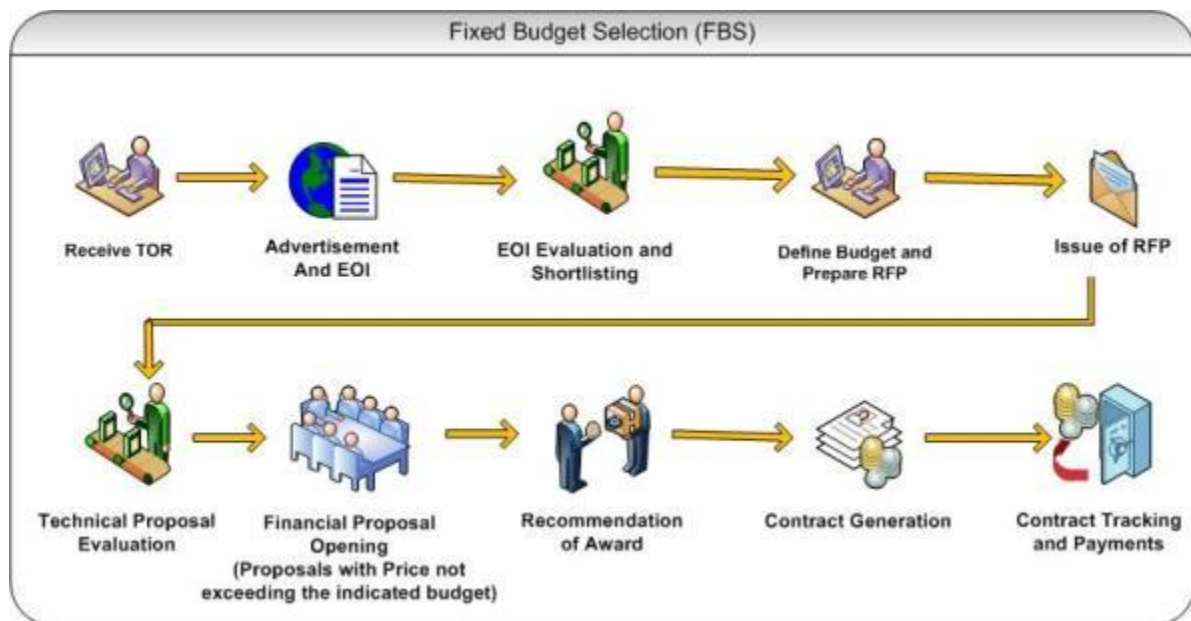 Fixed Budget Selection (FBS)
Receive TOR
Advertisement
And EOI
EOI Evaluation and
Shortlisting
Define Budget and
Prepare RFP
Issue of RFP
Technical Proposal
Evaluation
Financial Proposal
Opening
(Proposals with Price not
exceeding the indicated budget)
Recommendation
of Award
Contract Generation
Contract Tracking
and Payments